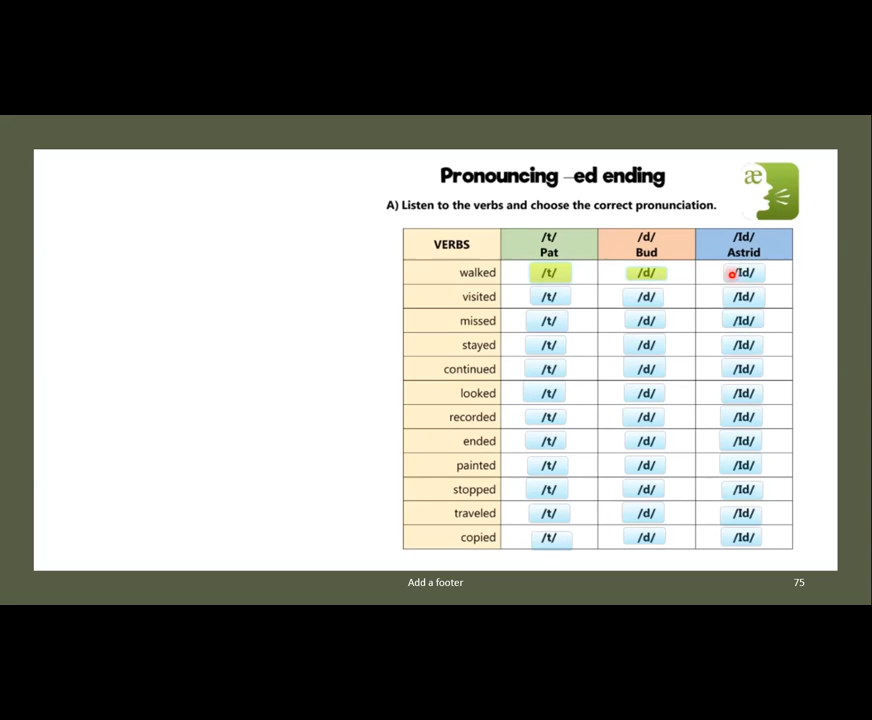 Pronouncing –ed ending
æ
A) Listen to the verbs and choose the correct pronunciation.
VERBS /t/ Pat /d/ Bud /Id/ Astrid
walked /t/ /d/ /Id/
visited /t/ /d/ /Id/
missed /t/ /d/ /Id/
stayed /t/ /d/ /Id/
continued /t/ /d/ /Id/
looked /t/ /d/ /Id/
recorded /t/ /d/ /Id/
ended /t/ /d/ /Id/
painted /t/ /d/ /Id/
stopped /t/ /d/ /Id/
traveled /t/ /d/ /Id/
copied /t/ /d/ /Id/
Add a footer 75